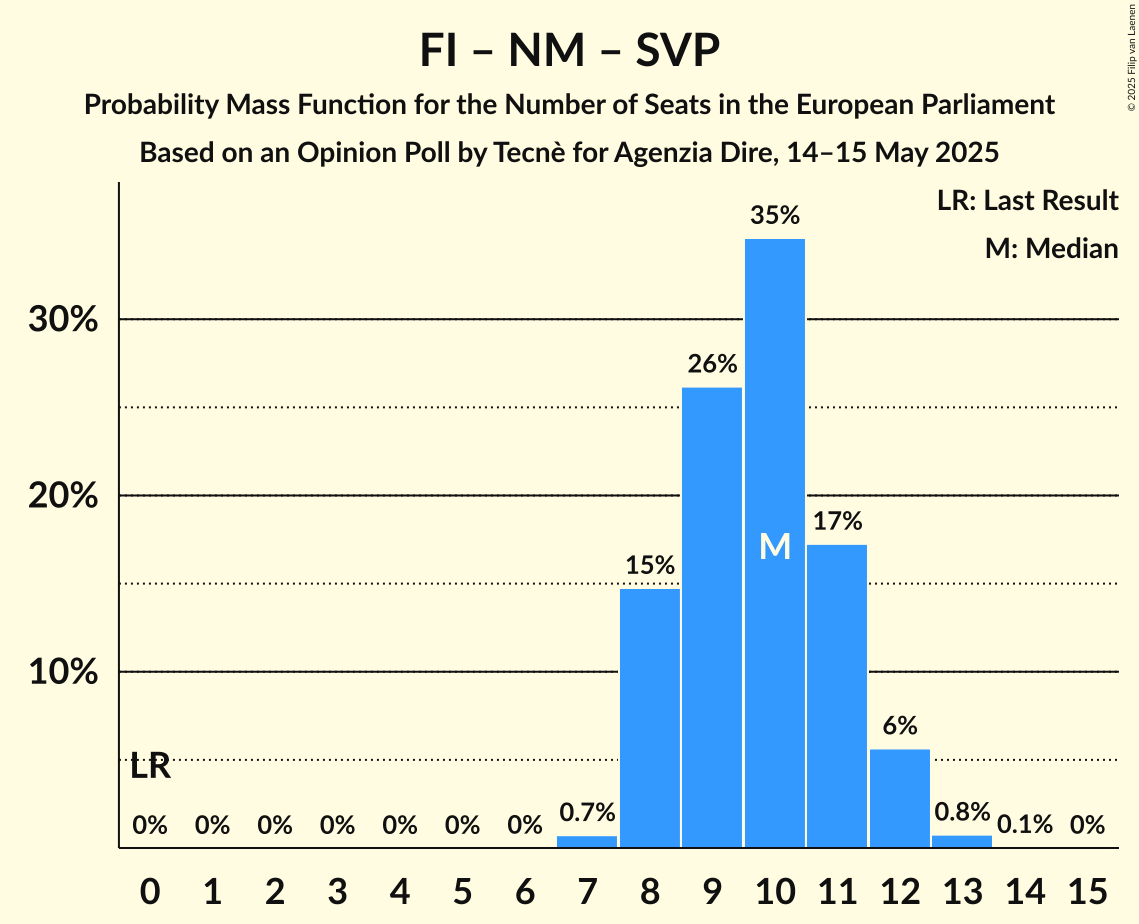 FI – NM – SVP
Probability Mass Function for the Number of Seats in the European Parliament
Based on an Opinion Poll by Tecnè for Agenzia Dire, 14–15 May 2025
© 2025 Filip van Laenen
LR: Last Result
M: Median
30%
20%
10%
LR
M
0% 0% 0% 0% 0% 0% 0% 0.7% 15% 26% 35% 17% 6% 0.8% 0.1% 0%
0 1 2 3 4 5 6 7 8 9 10 11 12 13 14 15